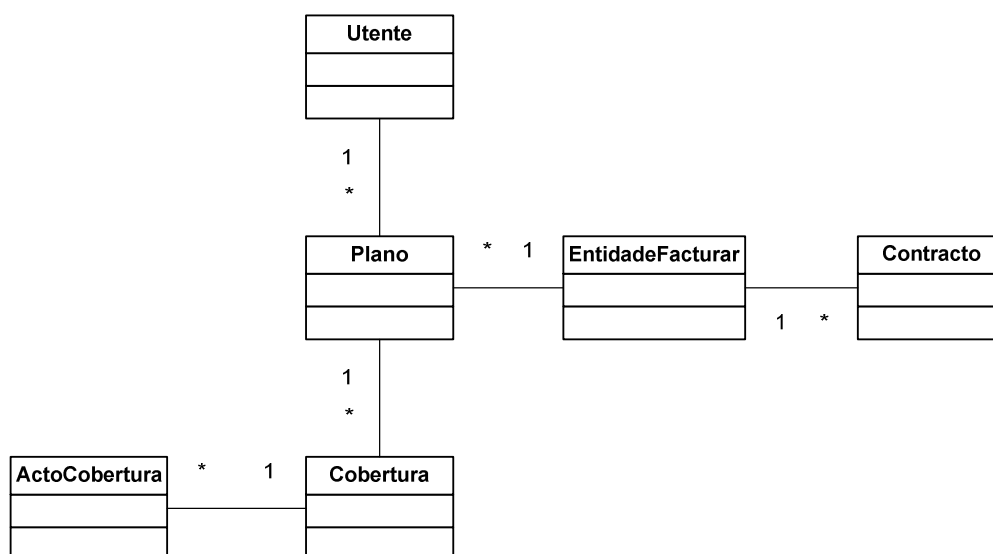 Utente
1
*
Plano
* 1
EntidadeFacturar
Contracto
1 *
1
*
ActoCobertura
* 1
Cobertura